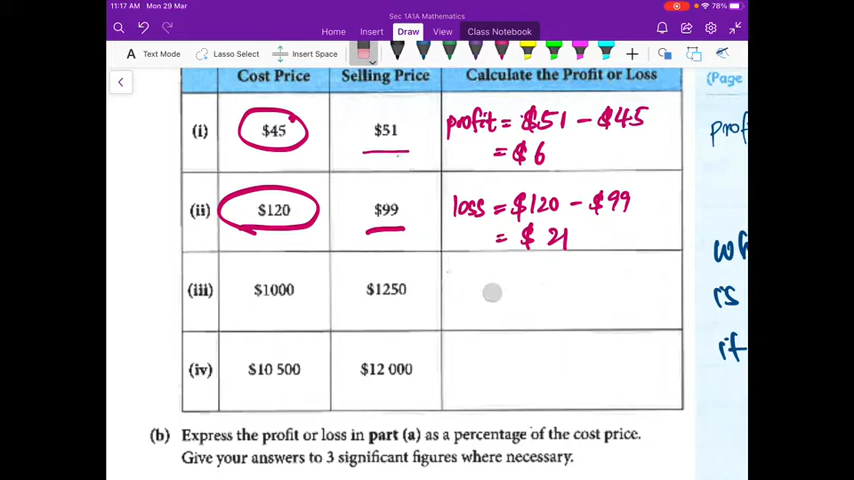 11:17 AM Mon 29 Mar
78%
Sec 1A1A Mathematics
Home Insert Draw View Class Notebook
Text Mode Lasso Select Insert Space
Cost Price Selling Price Calculate the Profit or Loss
(Page
(i) $45 $51 profit = $51 - $45
= $6
(ii) $120 $99 loss = $120 - $99
= $ 21
(iii) $1000 $1250
is
if
(iv) $10 500 $12 000
(b) Express the profit or loss in part (a) as a percentage of the cost price.
Give your answers to 3 significant figures where necessary.